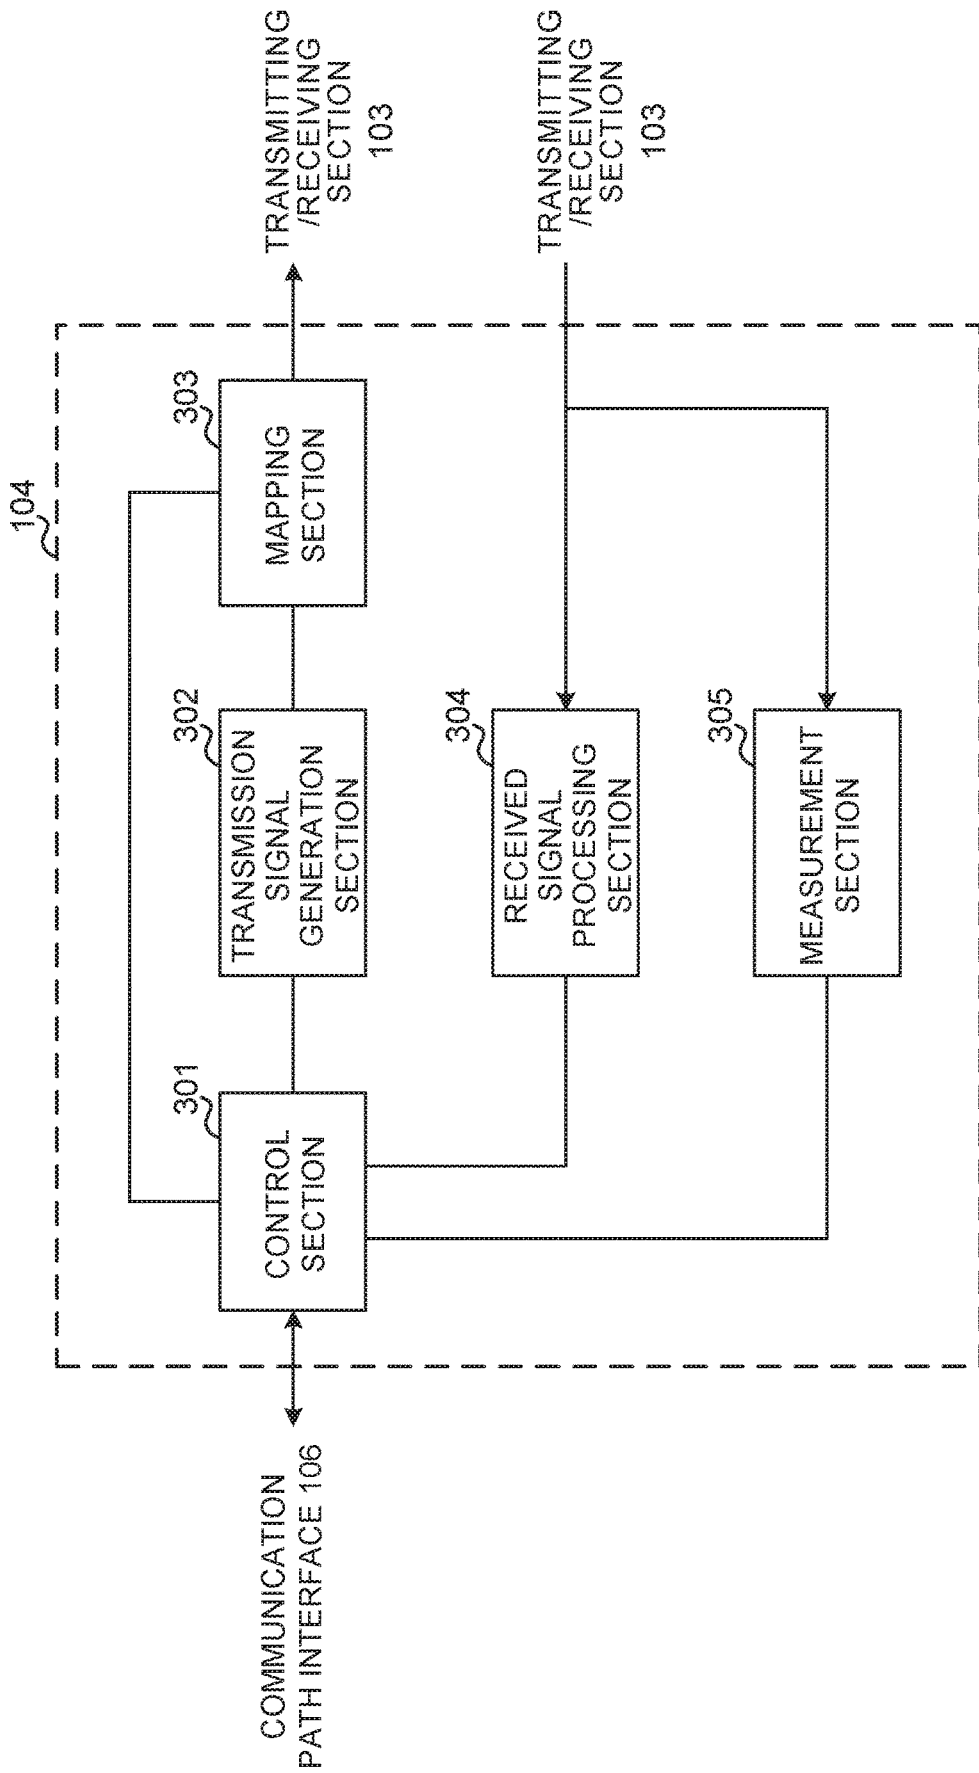 104
COMMUNICATION
PATH INTERFACE 106
301
CONTROL
SECTION
302
TRANSMISSION
SIGNAL
GENERATION
SECTION
303
MAPPING
SECTION
TRANSMITTING
/RECEIVING
SECTION
103
304
RECEIVED
SIGNAL
PROCESSING
SECTION
TRANSMITTING
/RECEIVING
SECTION
103
305
MEASUREMENT
SECTION